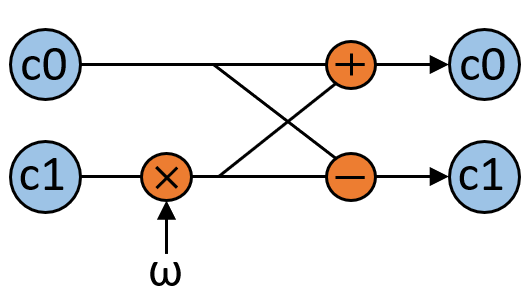 c0 + c0
c1 × − c1
ω